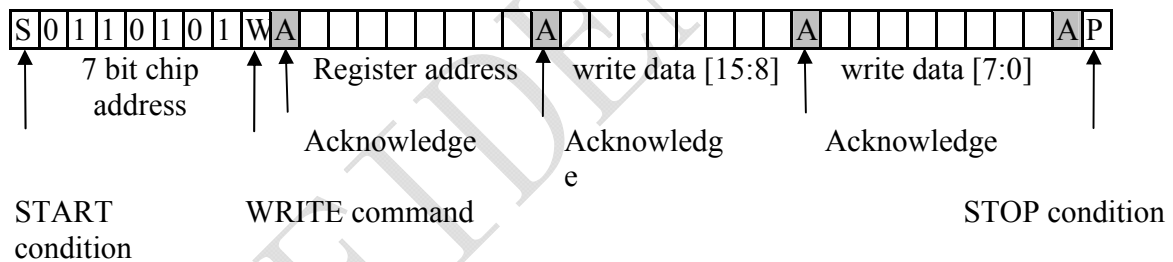 S 0 1 1 0 1 0 1 W A A A A P
7 bit chip address
Register address
write data [15:8]
write data [7:0]
Acknowledge
Acknowledg
e
Acknowledge
START
condition
WRITE command
STOP condition